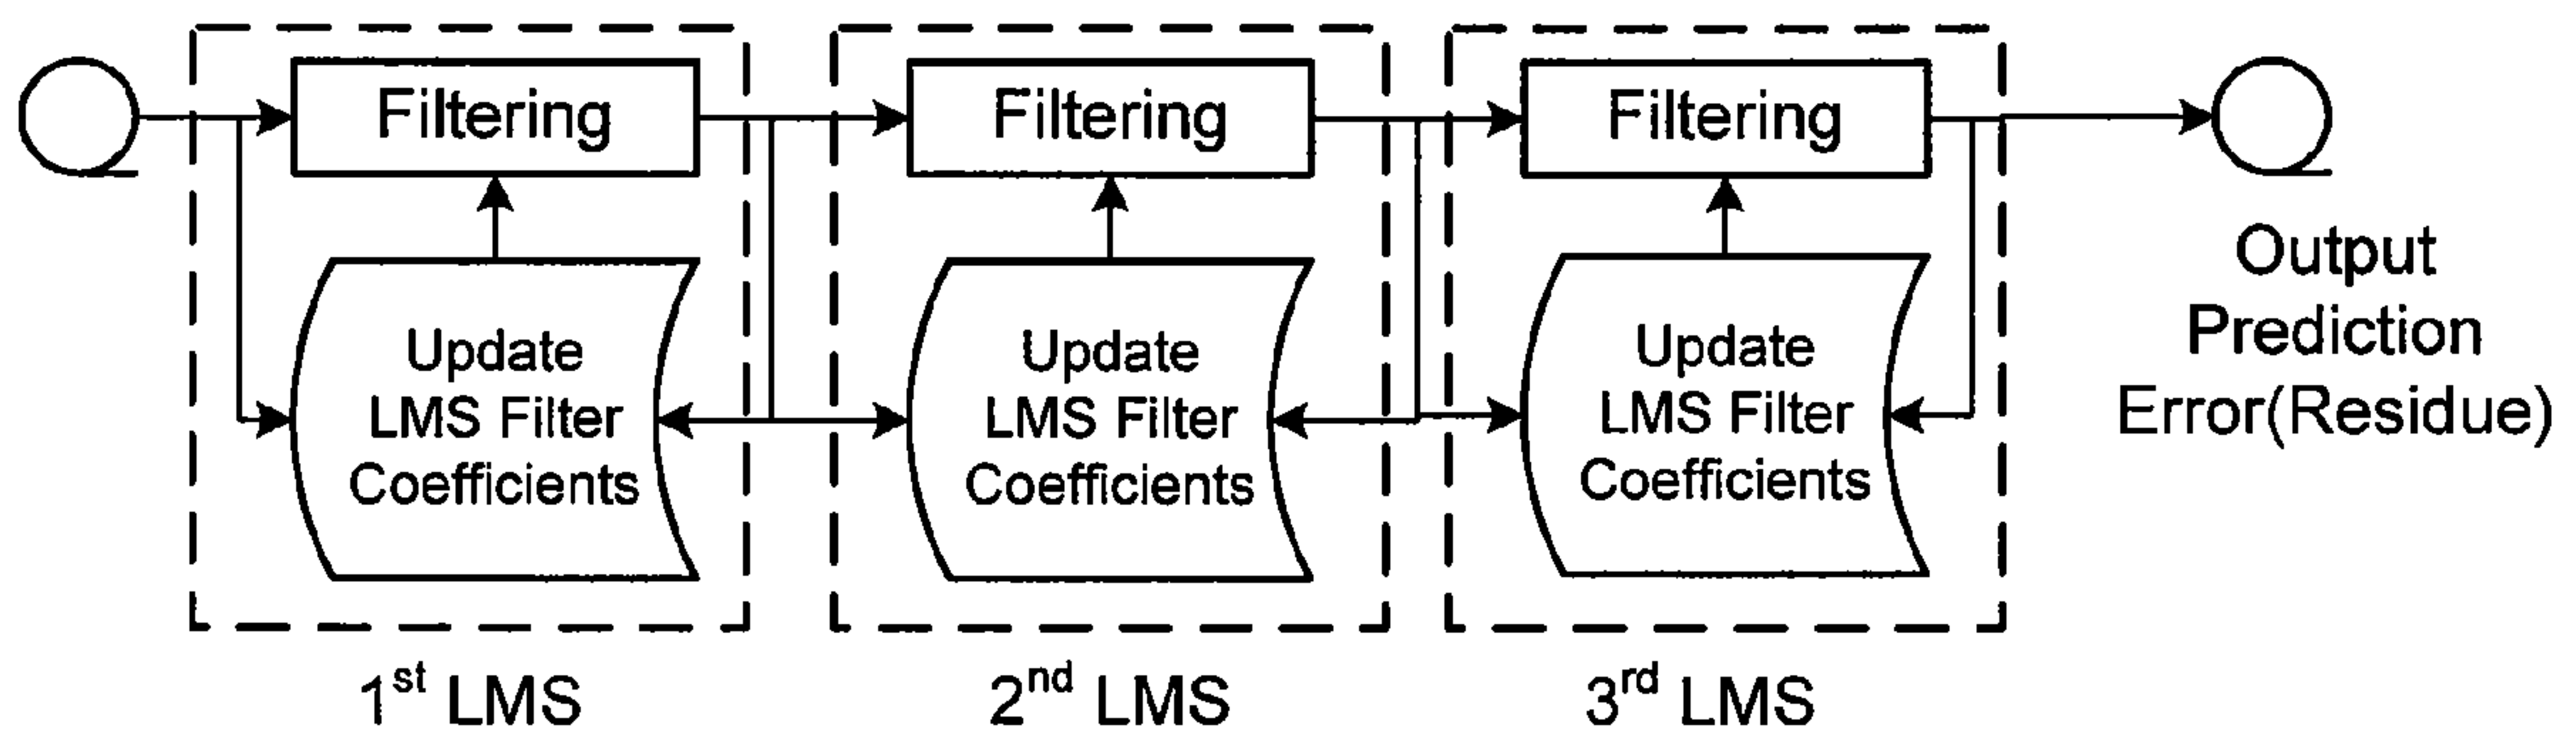 Filtering
Update
LMS Filter
Coefficients
1st LMS
Filtering
Update
LMS Filter
Coefficients
2nd LMS
Filtering
Update
LMS Filter
Coefficients
3rd LMS
Output
Prediction
Error(Residue)